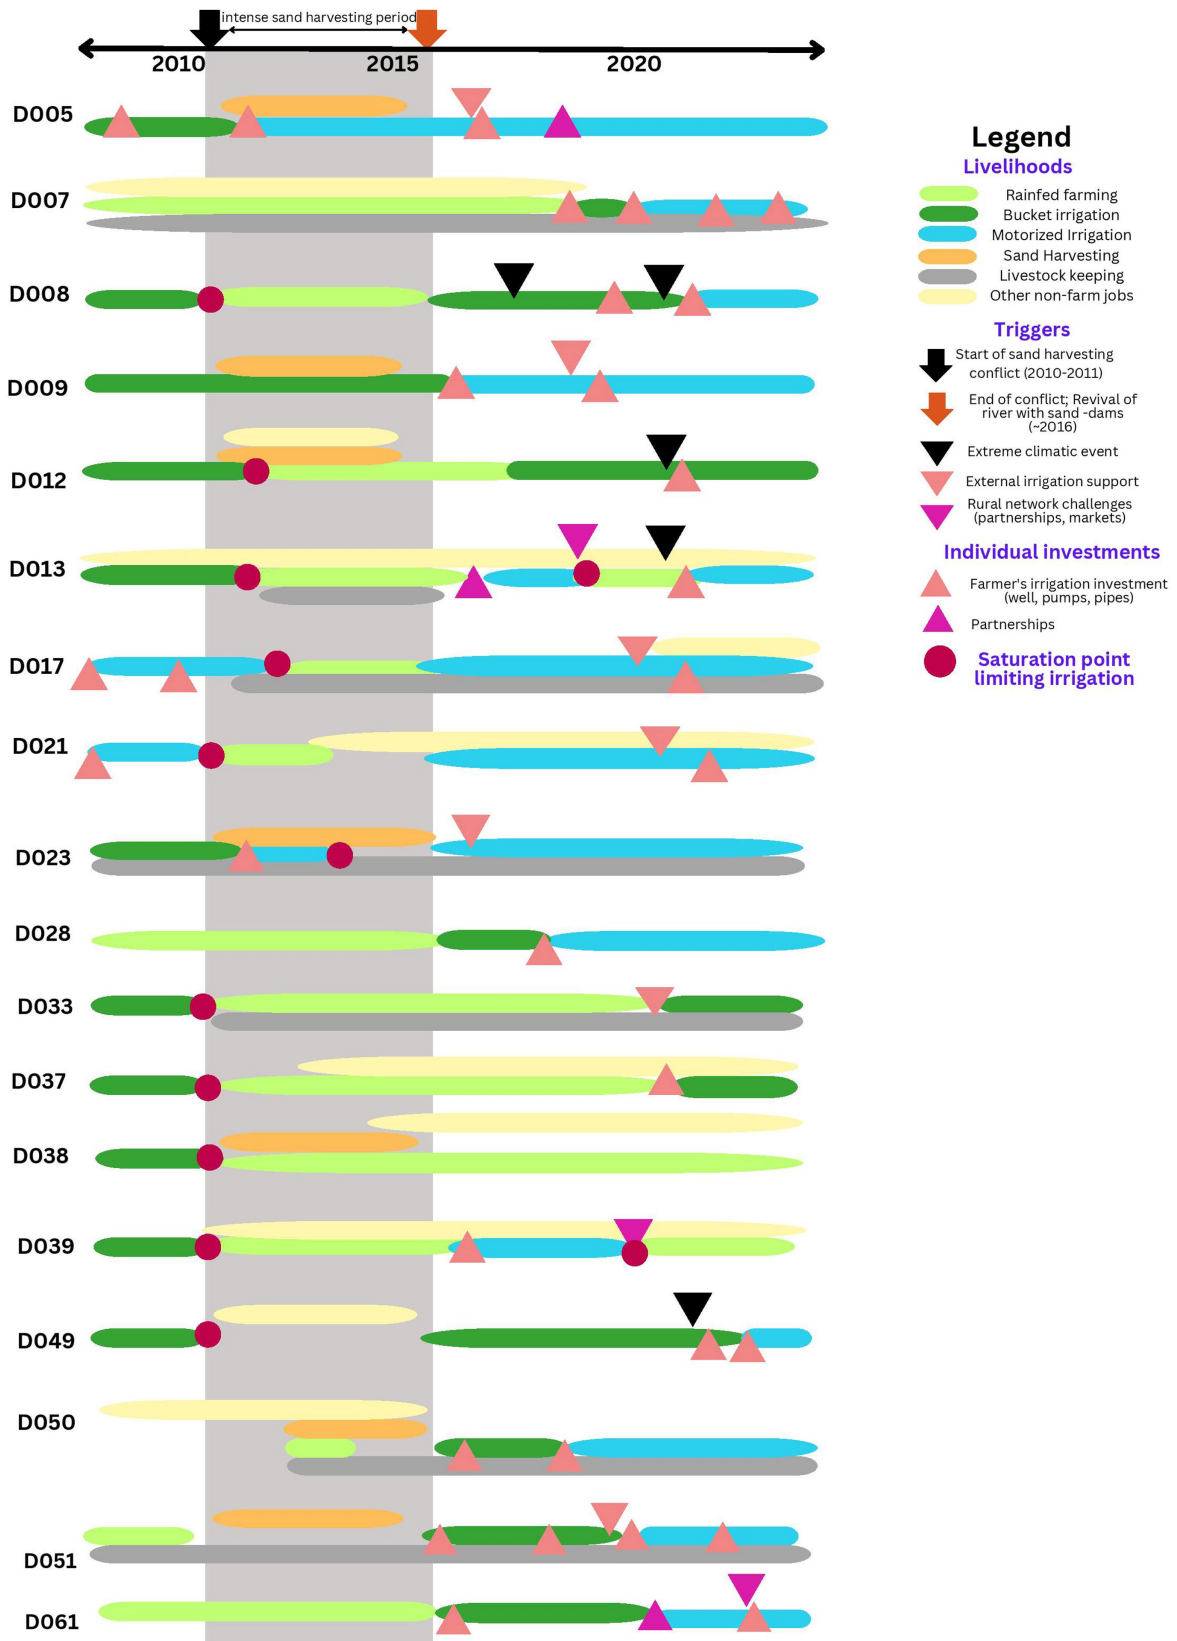 intense sand harvesting period
2010
2015
2020
D005
D007
D008
D009
D012
D013
D017
D021
D023
D028
D033
D037
D038
D039
D049
D050
D051
D061
Legend
Livelihoods
Rainfed farming
Bucket irrigation
Motorized Irrigation
Sand Harvesting
Livestock keeping
Other non-farm jobs
Triggers
Start of sand harvesting
conflict (2010-2011)
End of conflict; Revival of
river with sand -dams
(~2016)
Extreme climatic event
External irrigation support
Rural network challenges
(partnerships, markets)
Individual investments
Farmer's irrigation investment
(well, pumps, pipes)
Partnerships
Saturation point
limiting irrigation